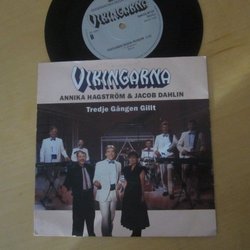 VIKINGARNA
VIKINGARNA
ANNIKA HAGSTRÖM & JACOB DAHLIN
Tredje Gången Gillt